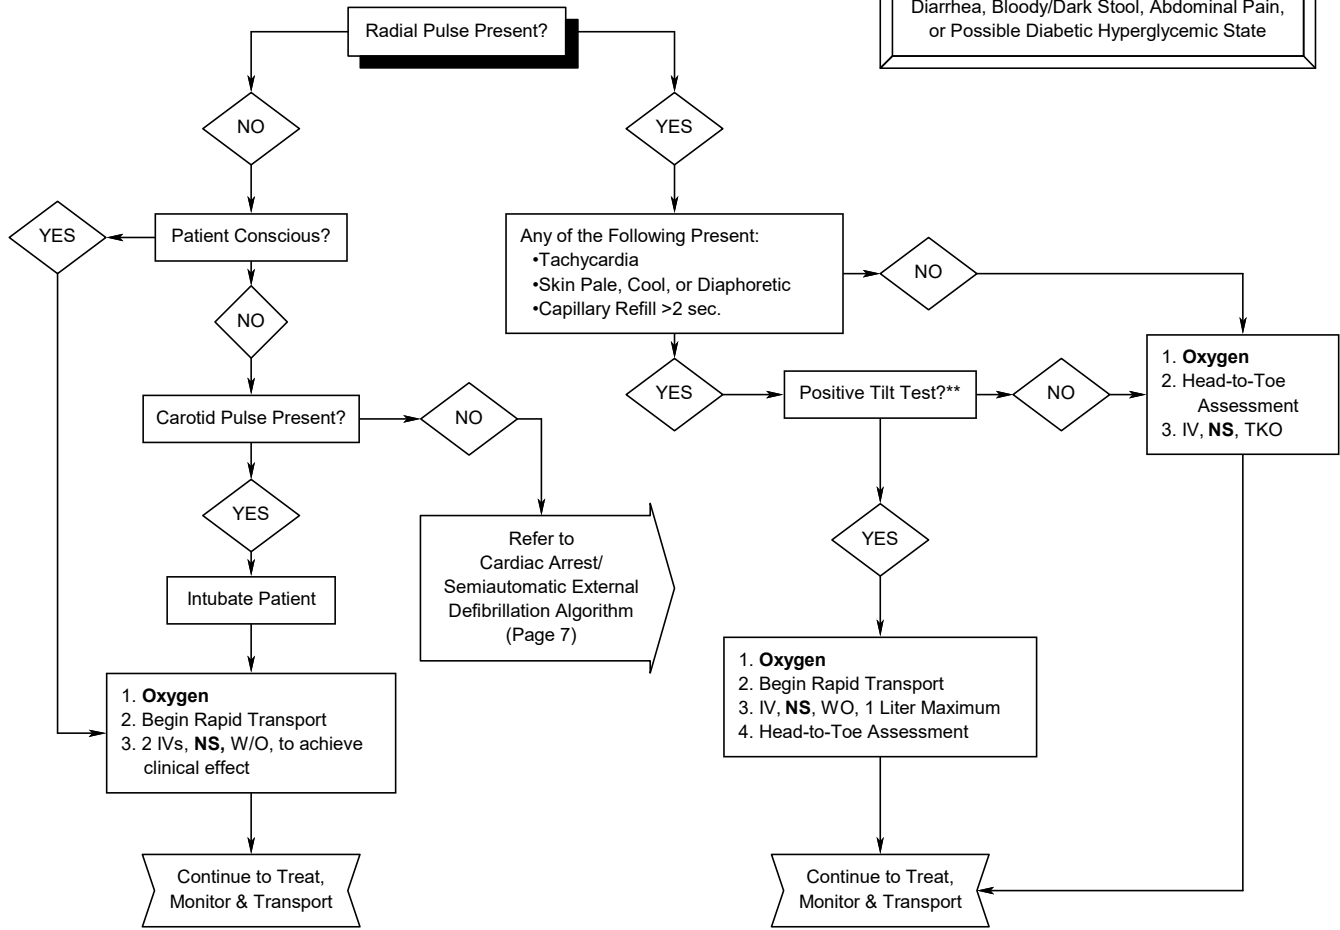 Diarrhea, Bloody/Dark Stool, Abdominal Pain,
or Possible Diabetic Hyperglycemic State
Radial Pulse Present?
NO
YES
YES
Patient Conscious?
Any of the Following Present:
•Tachycardia
•Skin Pale, Cool, or Diaphoretic
•Capillary Refill >2 sec.
NO
NO
YES
Positive Tilt Test?**
NO
1. Oxygen
2. Head-to-Toe
Assessment
3. IV, NS, TKO
Carotid Pulse Present?
NO
YES
Refer to
Cardiac Arrest/
Semiautomatic External
Defibrillation Algorithm
(Page 7)
YES
Intubate Patient
1. Oxygen
2. Begin Rapid Transport
3. 2 IVs, NS, W/O, to achieve
clinical effect
1. Oxygen
2. Begin Rapid Transport
3. IV, NS, WO, 1 Liter Maximum
4. Head-to-Toe Assessment
Continue to Treat,
Monitor & Transport
Continue to Treat,
Monitor & Transport